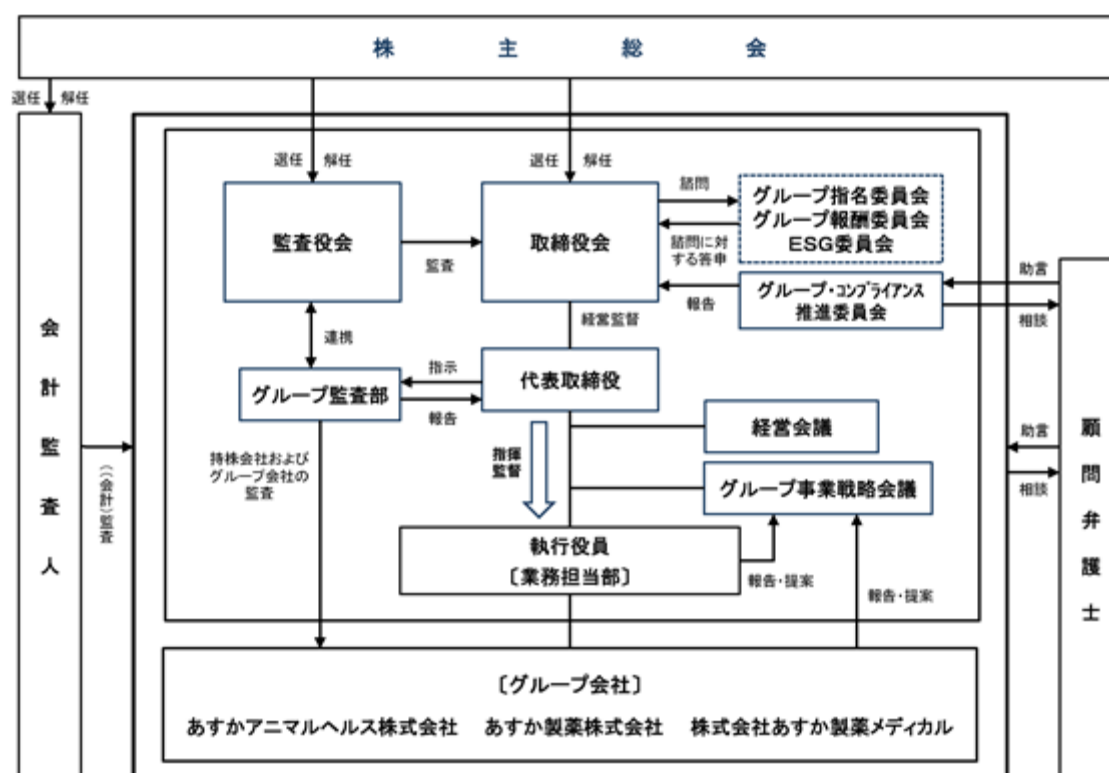 株主総会
選任 解任
選任 解任
選任 解任
監査役会
監査
取締役会
諮問
諮問に対
する答申
グループ指名委員会
グループ報酬委員会
ESG委員会
報告
グループ・コンプライアンス
推進委員会
助言
相談
経営監督
連携
グループ監査部
指示
報告
代表取締役
経営会議
指揮
監督
グループ事業戦略会議
持株会社および
グループ会社の
監査
執行役員
〔業務担当部〕
報告・提案
報告・提案
助言
相談
会計監査人
(（会計）監査
顧問弁護士
〔グループ会社〕
あすかアニマルヘルス株式会社 あすか製薬株式会社 株式会社あすか製薬メディカル